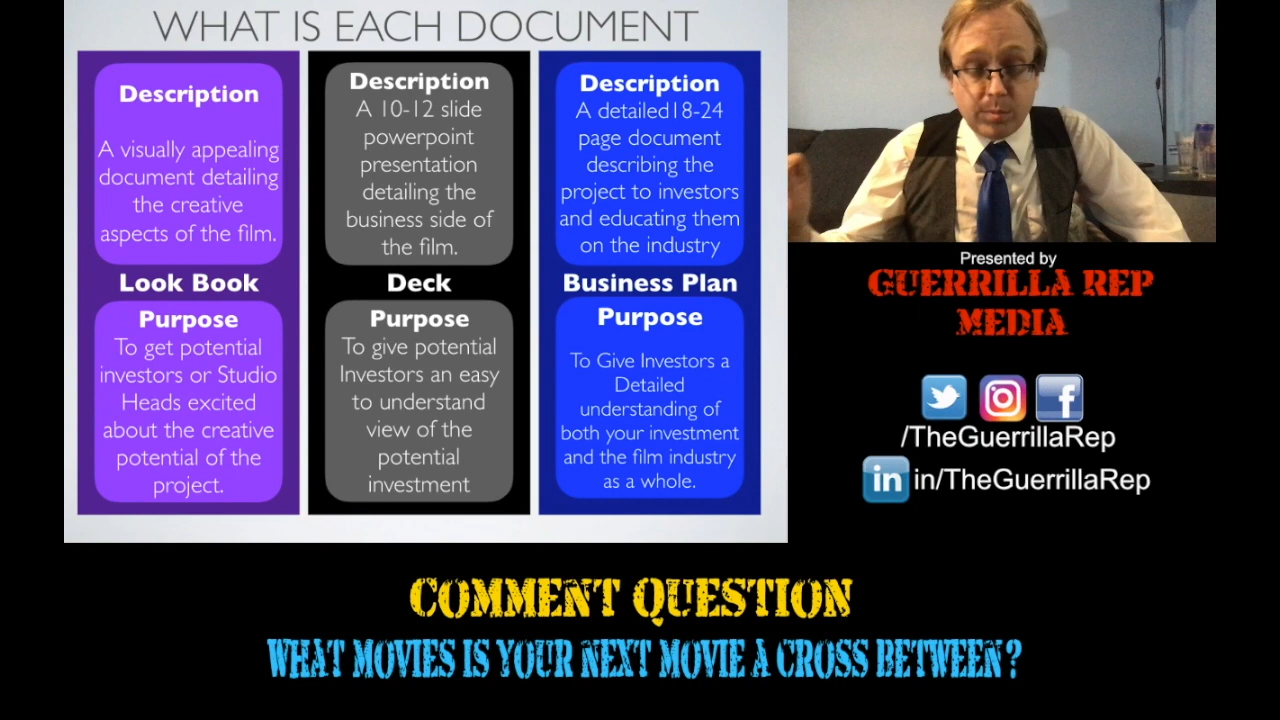 WHAT IS EACH DOCUMENT
Description
A visually appealing
document detailing
the creative
aspects of the film.
Look Book
Purpose
To get potential
investors or Studio
Heads excited
about the creative
potential of the
project.
Description
A 10-12 slide
powerpoint
presentation
detailing the
business side of
the film.
Deck
Purpose
To give potential
Investors an easy
to understand
view of the
potential
investment
Description
A detailed18-24
page document
describing the
project to investors
and educating them
on the industry
Business Plan
Purpose
To Give Investors a
Detailed
understanding of
both your investment
and the film industry
as a whole.
Presented by
GUERRILLA REP
MEDIA
/TheGuerrillaRep
in in/TheGuerrillaRep
COMMENT QUESTION
WHAT MOVIES IS YOUR NEXT MOVIE A CROSS BETWEEN?